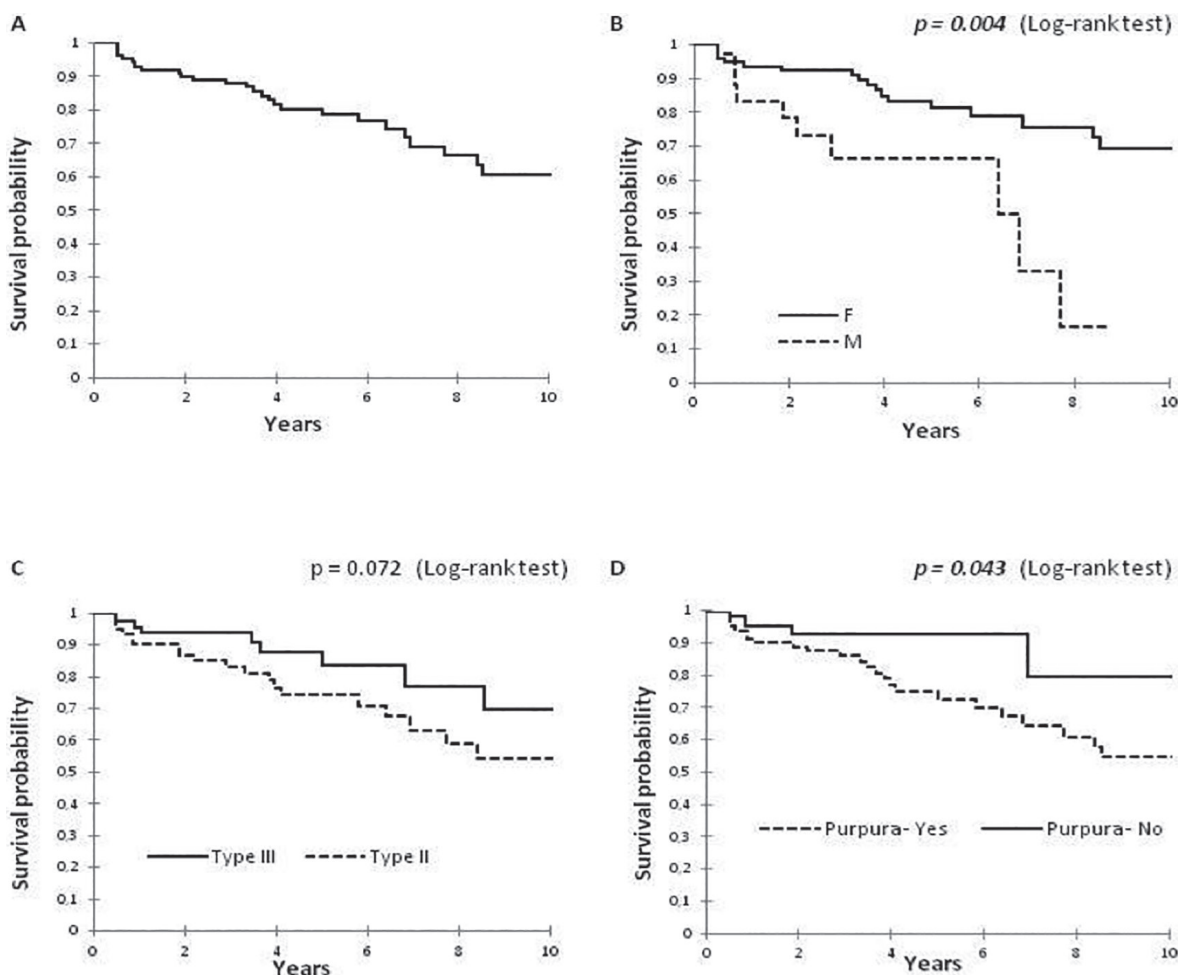 A
1
0,9
0,8
0,7
0,6
0,5
0,4
0,3
0,2
0,1
0
Survival probability
0 2 4 6 8 10
Years
B
p = 0.004 (Log-rank test)
1
0,9
0,8
0,7
0,6
0,5
0,4
0,3
0,2
0,1
0
Survival probability
F
M
0 2 4 6 8 10
Years
C
p = 0.072 (Log-rank test)
1
0,9
0,8
0,7
0,6
0,5
0,4
0,3
0,2
0,1
0
Survival probability
Type III Type II
0 2 4 6 8 10
Years
D
p = 0.043 (Log-rank test)
1
0,9
0,8
0,7
0,6
0,5
0,4
0,3
0,2
0,1
0
Survival probability
Purpura- Yes Purpura- No
0 2 4 6 8 10
Years